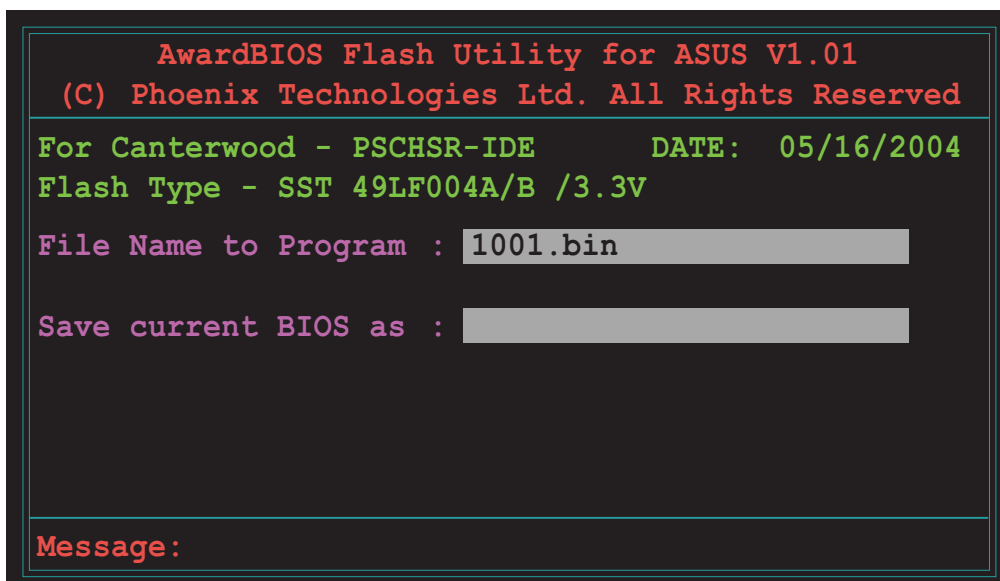 AwardBIOS Flash Utility for ASUS V1.01
(C) Phoenix Technologies Ltd. All Rights Reserved
For Canterwood - PSCHSR-IDE DATE: 05/16/2004
Flash Type - SST 49LF004A/B /3.3V
File Name to Program : 1001.bin
Save current BIOS as :
Message: